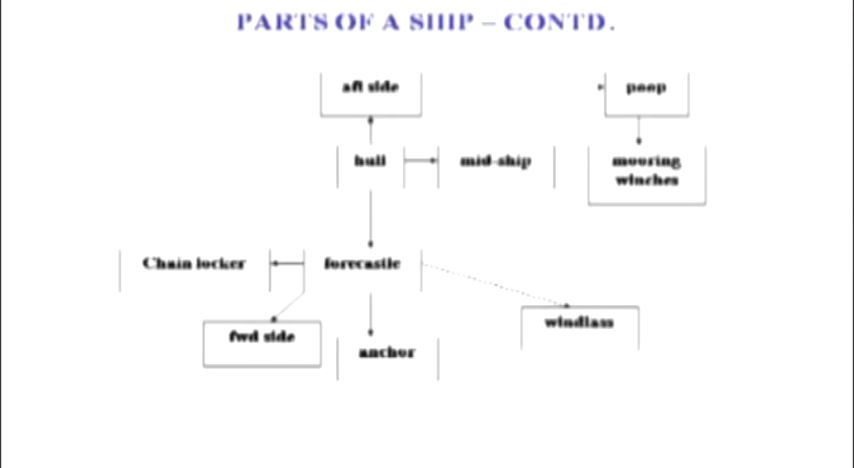 PARTS OF A SHIP – CONTD.
aft side
poop
hull
mid-ship
mooring
winches
Chain locker
forecastle
fwd side
anchor
windlass